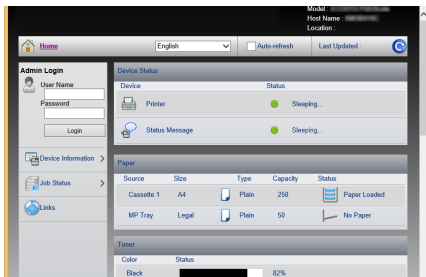 Model :
Host Name :
Location :
Home
English
Auto-refresh
Last Updated :
Admin Login
User Name
Password
Login
Device Information >
Job Status >
Links
Device Status
Device Status
Printer Sleeping...
Status Message Sleeping...
Paper
Source Size Type Capacity Status
Cassette 1 A4 Plain 250 Paper Loaded
MP Tray Legal Plain 50 No Paper
Toner
Color Status
Black 82%